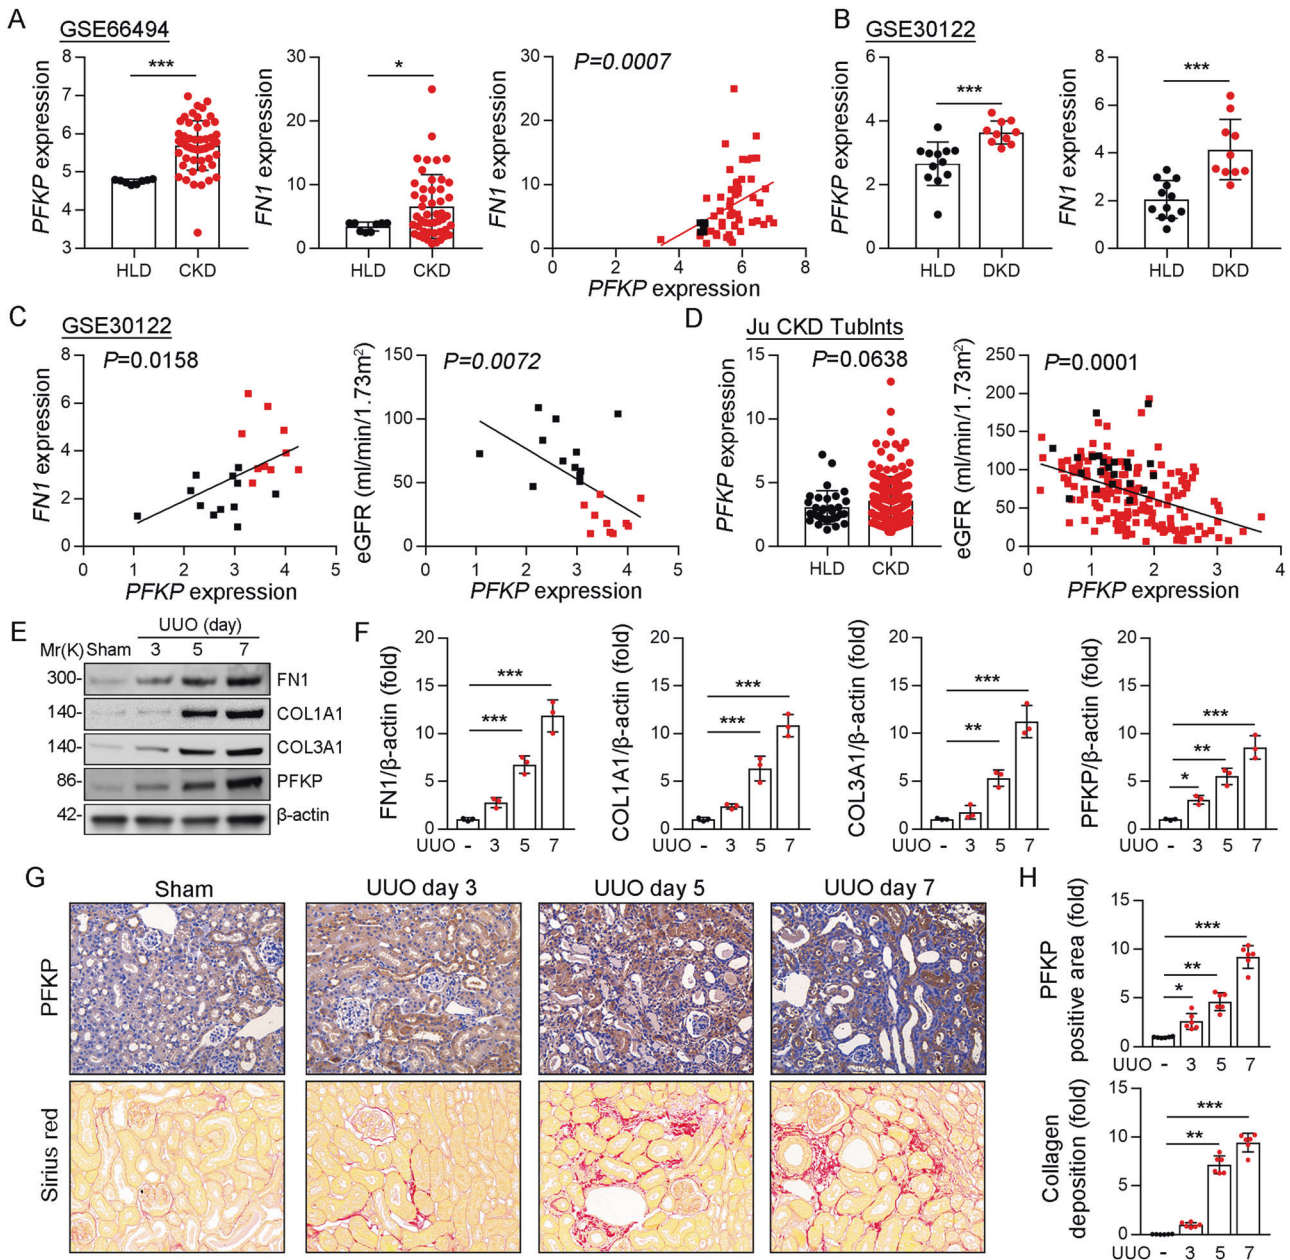 A
GSE66494
PFKP expression
8
7
6
5
4
3
***
HLD
CKD
FN1 expression
30
20
10
0
*
HLD
CKD
FN1 expression
30
20
10
0
P=0.0007
0
2
4
6
8
PFKP expression
B
GSE30122
PFKP expression
6
4
2
0
***
HLD
DKD
FN1 expression
8
6
4
2
0
***
HLD
DKD
C
GSE30122
FN1 expression
8
6
4
2
0
P=0.0158
0
1
2
3
4
5
PFKP expression
eGFR (ml/min/1.73m²)
150
100
50
0
P=0.0072
0
1
2
3
4
5
PFKP expression
D
Ju CKD TubInts
PFKP expression
15
10
5
0
P=0.0638
HLD
CKD
eGFR (ml/min/1.73m²)
250
200
150
100
50
0
P=0.0001
0
1
2
3
4
PFKP expression
E
UUO (day)
Mr(K) Sham 3 5 7
300- FN1
140- COL1A1
140- COL3A1
86- PFKP
42- β-actin
F
FN1/β-actin (fold)
20
15
10
5
0
***
***
UUO - 3 5 7
COL1A1/β-actin (fold)
20
15
10
5
0
***
***
UUO - 3 5 7
COL3A1/β-actin (fold)
20
15
10
5
0
***
**
UUO - 3 5 7
PFKP/β-actin (fold)
20
15
10
5
0
***
**
*
UUO - 3 5 7
G
Sham
UUO day 3
UUO day 5
UUO day 7
PFKP
Sirius red
H
PFKP
positive area (fold)
15
10
5
0
***
**
*
UUO - 3 5 7
Collagen
deposition (fold)
15
10
5
0
***
**
UUO - 3 5 7